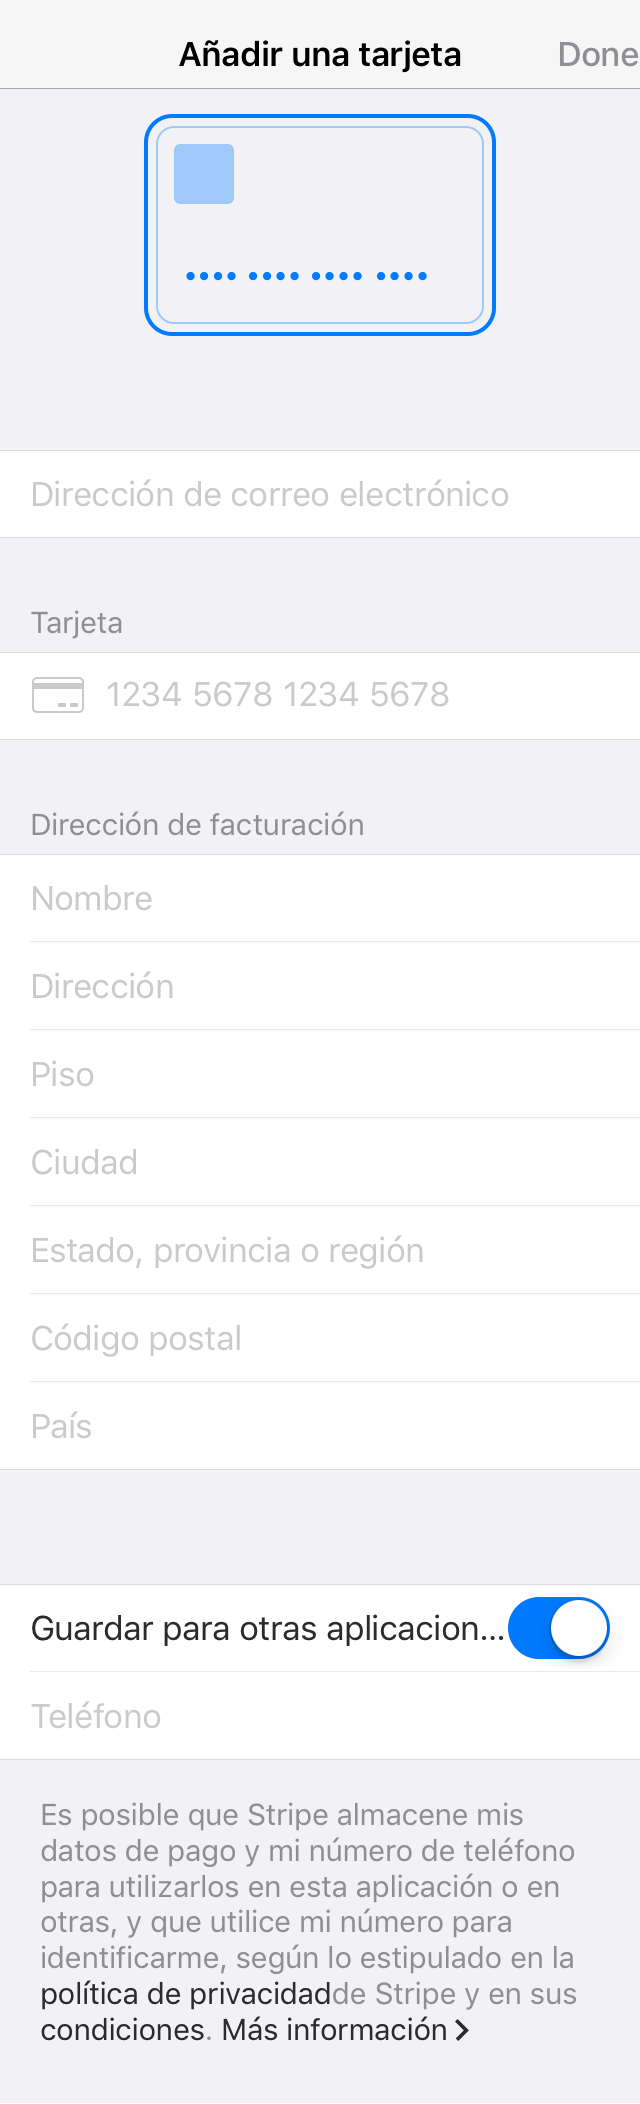 Añadir una tarjeta
Done
•••• •••• •••• ••••
Dirección de correo electrónico
Tarjeta
1234 5678 1234 5678
Dirección de facturación
Nombre
Dirección
Piso
Ciudad
Estado, provincia o región
Código postal
País
Guardar para otras aplicacion...
Teléfono
Es posible que Stripe almacene mis
datos de pago y mi número de teléfono
para utilizarlos en esta aplicación o en
otras, y que utilice mi número para
identificarme, según lo estipulado en la
política de privacidadde Stripe y en sus
condiciones. Más información